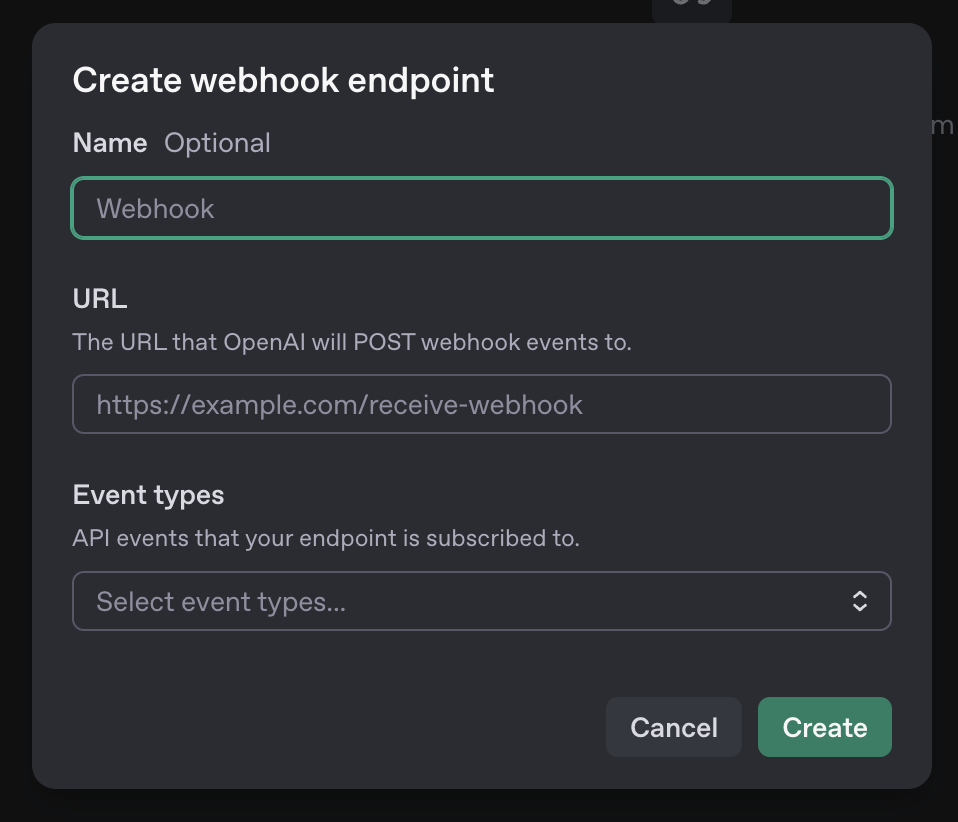 Create webhook endpoint
Name Optional
Webhook
URL
The URL that OpenAI will POST webhook events to.
https://example.com/receive-webhook
Event types
API events that your endpoint is subscribed to.
Select event types...
Cancel Create